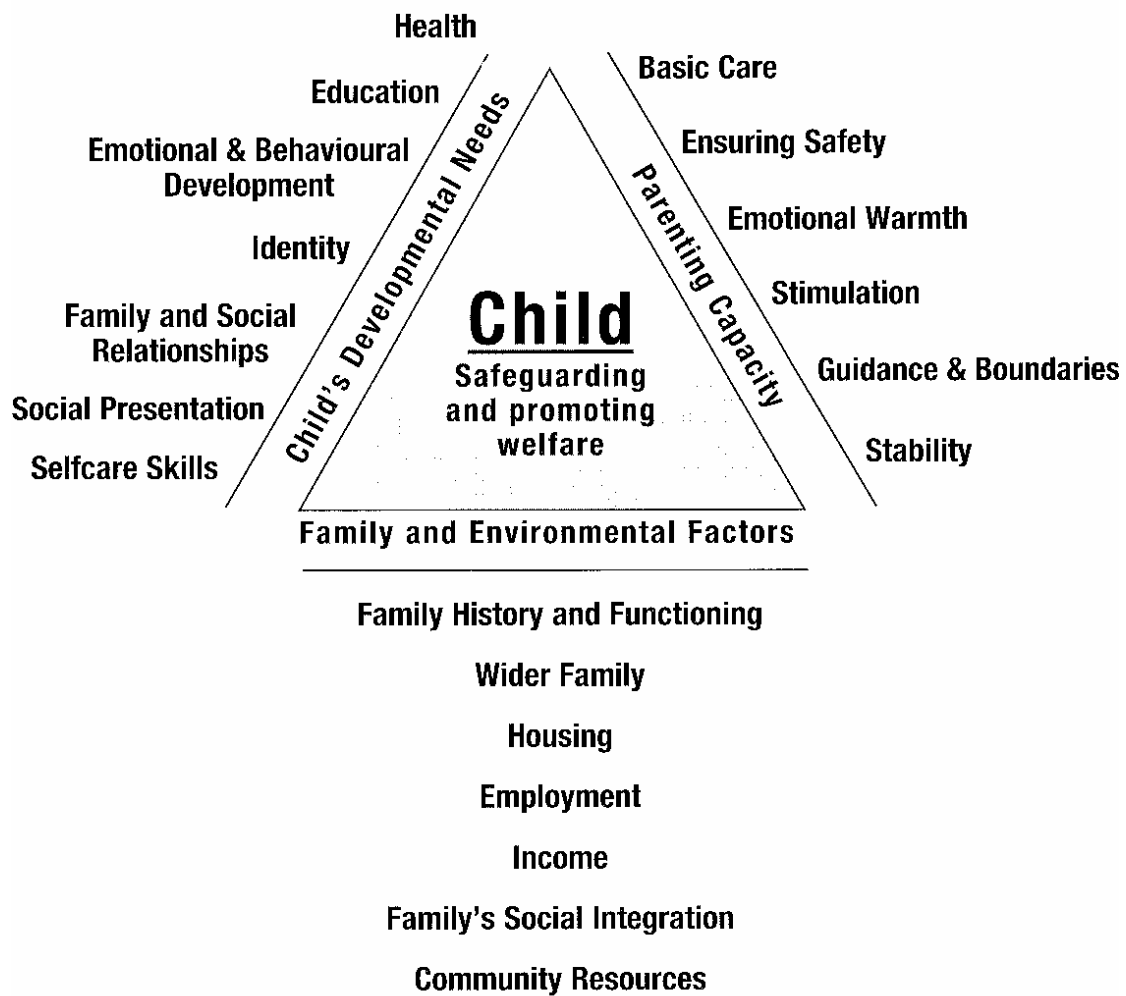 Health
Education
Emotional & Behavioural
Development
Identity
Family and Social
Relationships
Social Presentation
Selfcare Skills
Child's Developmental Needs
Basic Care
Ensuring Safety
Emotional Warmth
Stimulation
Guidance & Boundaries
Stability
Parenting Capacity
Child
Safeguarding
and promoting
welfare
Family and Environmental Factors
Family History and Functioning
Wider Family
Housing
Employment
Income
Family's Social Integration
Community Resources